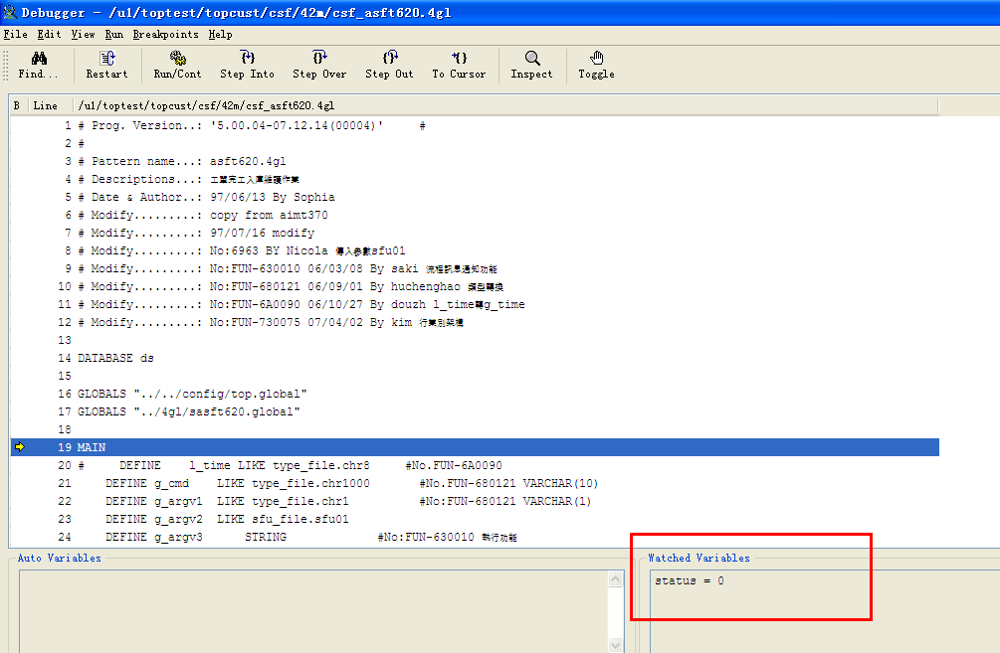 Debugger - /u1/toptest/topcust/csf/42m/csf_asft620.4gl
File Edit View Run Breakpoints Help
Find... Restart Run/Cont Step Into Step Over Step Out To Cursor Inspect Toggle
B Line /u1/toptest/topcust/csf/42m/csf_asft620.4gl
1 # Prog. Version..: '5.00.04-07.12.14(00004)' #
2 #
3 # Pattern name...: asft620.4gl
4 # Descriptions...: 工單完工入庫維護作業
5 # Date & Author..: 97/06/13 By Sophia
6 # Modify.........: copy from aimt370
7 # Modify.........: 97/07/16 modify
8 # Modify.........: No:6963 BY Nicola 傳入參數sfu01
9 # Modify.........: No:FUN-630010 06/03/08 By saki 流程訊息通知功能
10 # Modify.........: No:FUN-680121 06/09/01 By huchenghao 類型轉換
11 # Modify.........: No:FUN-6A0090 06/10/27 By douzh l_time轉g_time
12 # Modify.........: No:FUN-730075 07/04/02 By kim 行業別架構
13
14 DATABASE ds
15
16 GLOBALS "../../config/top.global"
17 GLOBALS "../4gl/sasft620.global"
18
19 MAIN
20 # DEFINE l_time LIKE type_file.chr8 #No.FUN-6A0090
21 DEFINE g_cmd LIKE type_file.chr1000 #No.FUN-680121 VARCHAR(10)
22 DEFINE g_argv1 LIKE type_file.chr1 #No:FUN-680121 VARCHAR(1)
23 DEFINE g_argv2 LIKE sfu_file.sfu01
24 DEFINE g_argv3 STRING #No:FUN-630010 執行功能
Auto Variables
Watched Variables
status = 0